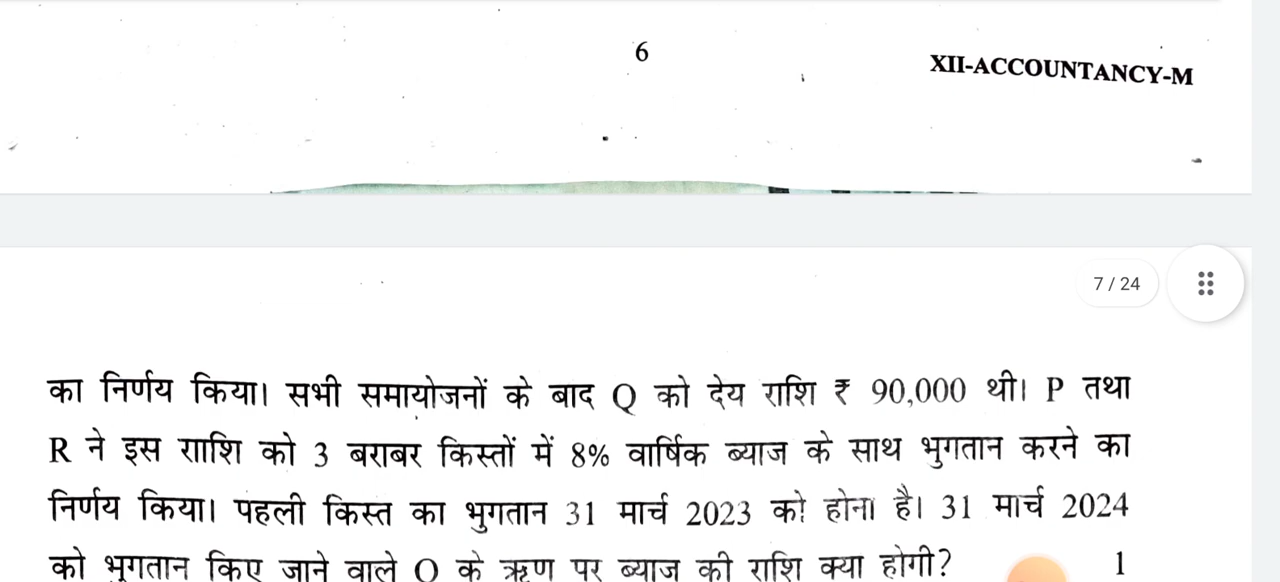 6
XII-ACCOUNTANCY-M
7 / 24
का निर्णय किया। सभी समायोजनों के बाद Q को देय राशि ₹ 90,000 थी। P तथा
R ने इस राशि को 3 बराबर किस्तों में 8% वार्षिक ब्याज के साथ भुगतान करने का
निर्णय किया। पहली किस्त का भुगतान 31 मार्च 2023 को होना है। 31 मार्च 2024
को भुगतान किए जाने वाले Q के ऋण पर ब्याज की राशि क्या होगी? 1